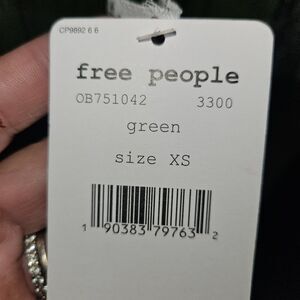 CP9892 6 6
free people
OB751042 3300
green
size XS
1 90383 79763 2